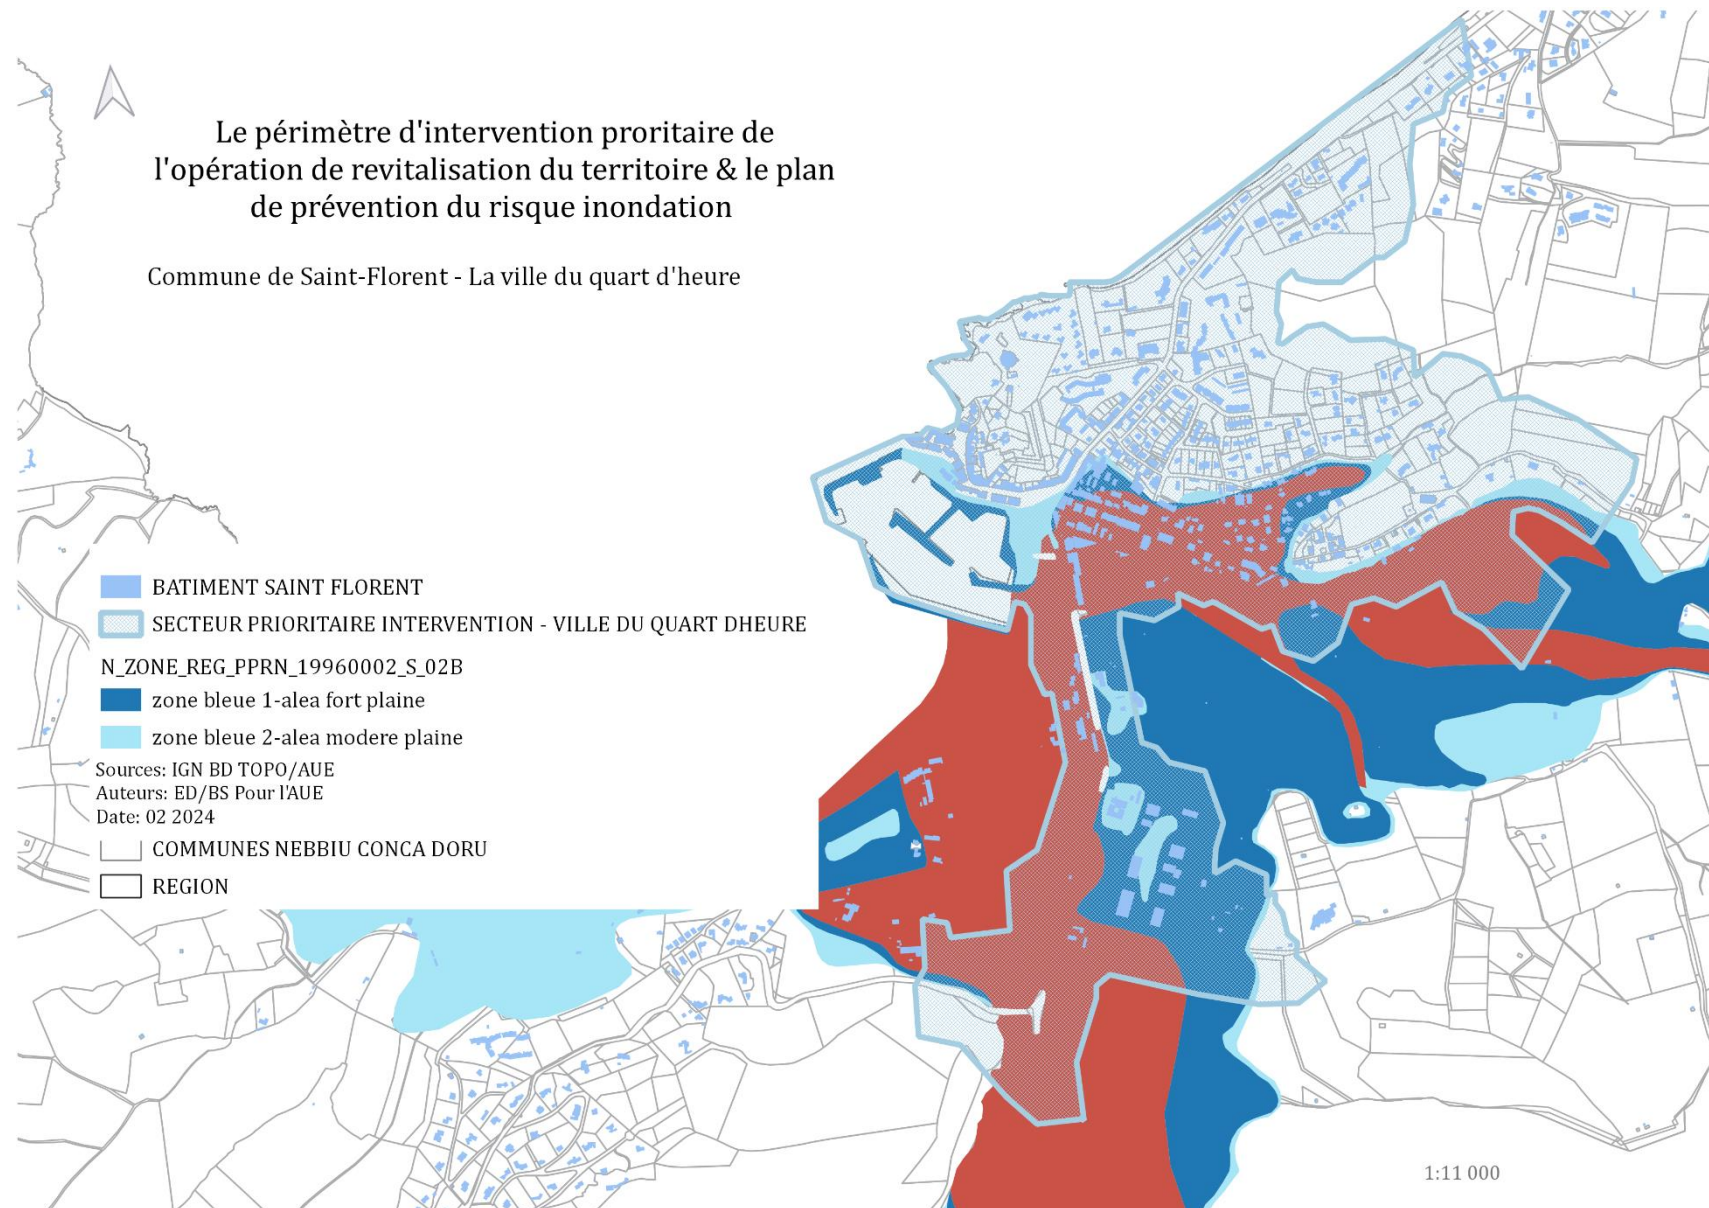 Le périmètre d'intervention proritaire de
l'opération de revitalisation du territoire & le plan
de prévention du risque inondation
Commune de Saint-Florent - La ville du quart d'heure
BATIMENT SAINT FLORENT
SECTEUR PRIORITAIRE INTERVENTION - VILLE DU QUART DHEURE
N_ZONE_REG_PPRN_19960002_S_02B
zone bleue 1-alea fort plaine
zone bleue 2-alea modere plaine
Sources: IGN BD TOPO/AUE
Auteurs: ED/BS Pour l'AUE
Date: 02 2024
COMMUNES NEBBIU CONCA DORU
REGION
1:11 000